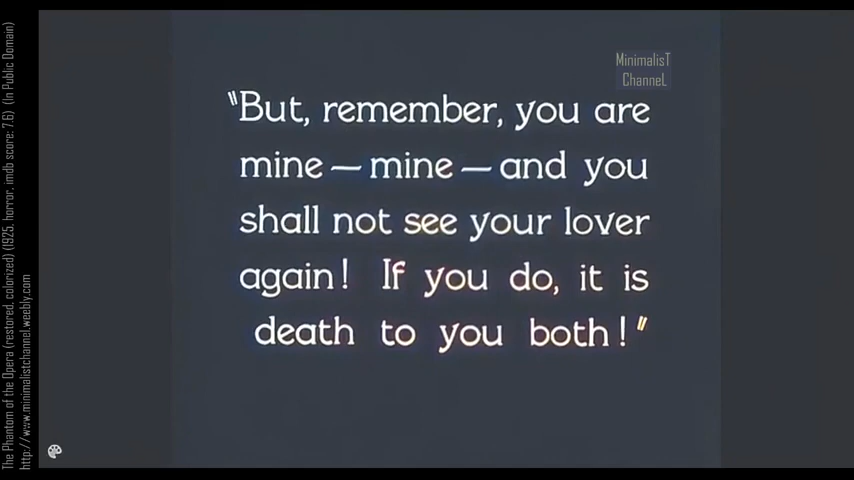 The Phantom of the Opera (restored, colorized) (1925, horror, imdb score: 7.6) (In Public Domain)
http://www.minimalistchannel.weebly.com
MinimalisT
ChanneL
"But, remember, you are
mine — mine — and you
shall not see your lover
again! If you do, it is
death to you both!"